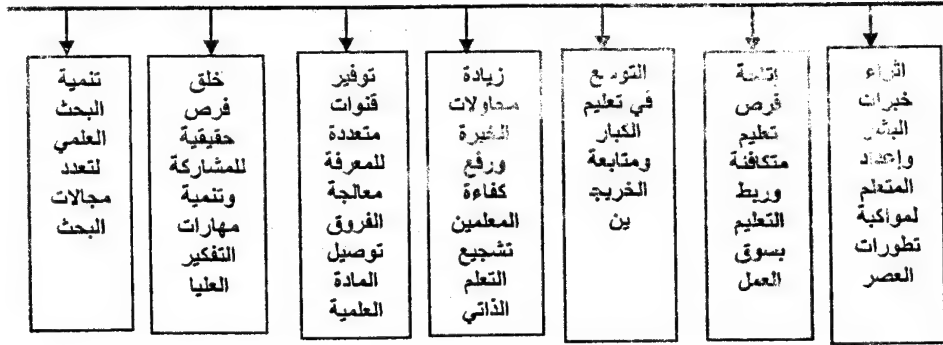 اثراء
خبرات
البشر
وإعداد
المتعلم
لمواكبة
تطورات
العصر
إتاحة
فرص
تعليم
متكافئة
وربط
التعليم
بسوق
العمل
التوسع
في تعليم
الكبار
ومتابعة
الخريج
ين
زيادة
محاولات
الخبرة
ورفع
كفاءة
المعلمين
تشجيع
التعلم
الذاتي
توفير
قنوات
متعددة
للمعرفة
معالجة
الفروق
توصيل
المادة
العلمية
خلق
فرص
حقيقية
للمشاركة
وتنمية
مهارات
التفكير
العليا
تنمية
البحث
العلمي
لتعدد
مجالات
البحث